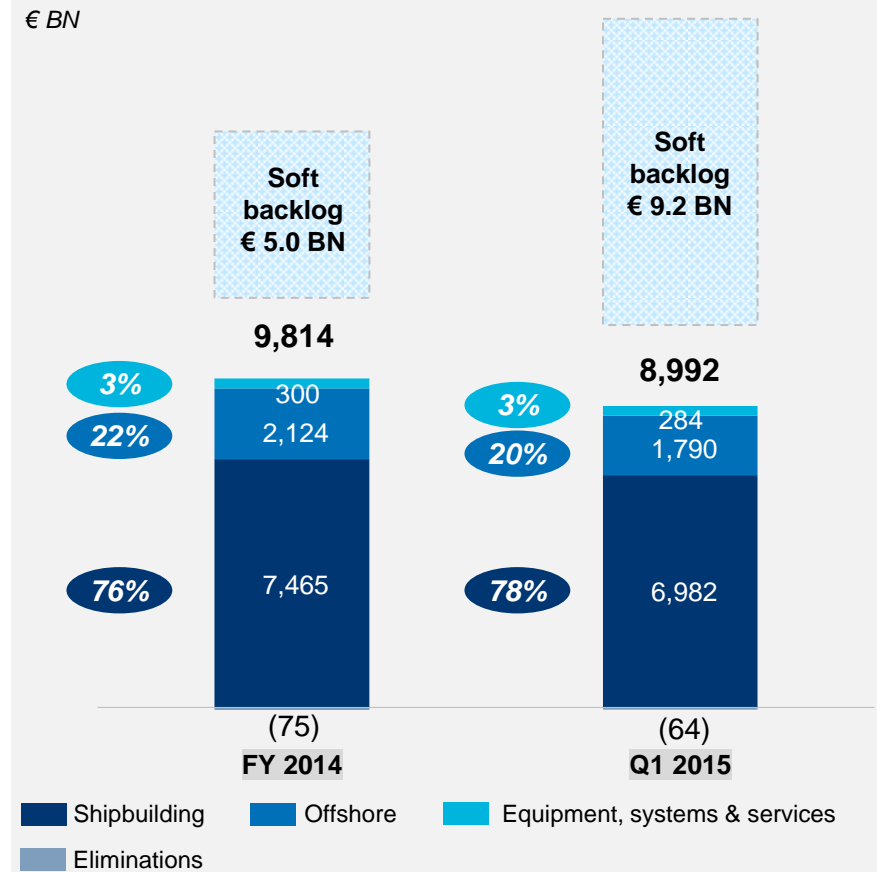 € BN
Soft
backlog
€ 5.0 BN
Soft
backlog
€ 9.2 BN
9,814
8,992
3%
300
3%
284
22%
2,124
20%
1,790
76%
7,465
78%
6,982
(75)
(64)
FY 2014
Q1 2015
Shipbuilding
Offshore
Equipment, systems & services
Eliminations